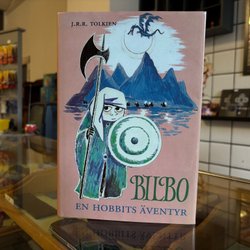 J.R.R. TOLKIEN
BILBO
EN HOBBITS ÄVENTYR